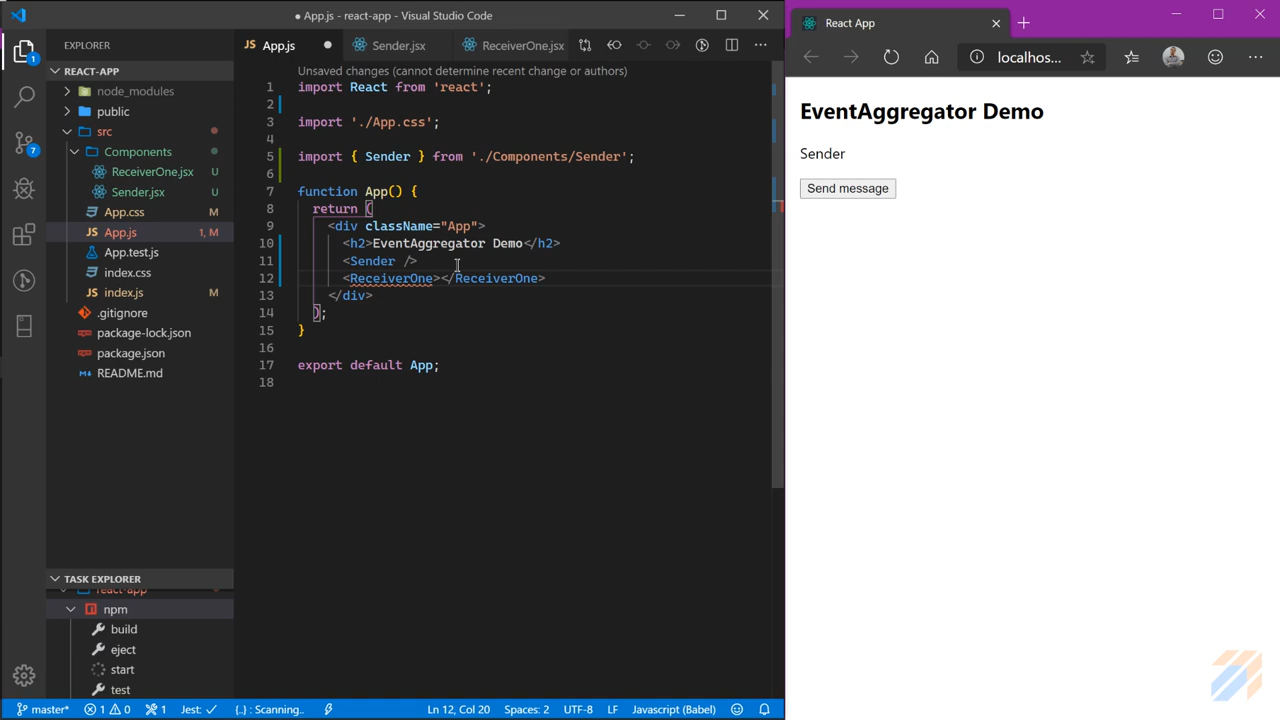 App.js - react-app - Visual Studio Code
EXPLORER
JS App.js
Sender.jsx
ReceiverOne.jsx
REACT-APP
node_modules
public
src
Components
ReceiverOne.jsx U
Sender.jsx U
App.css M
JS App.js 1, M
App.test.js
index.css
JS index.js M
.gitignore
package-lock.json
package.json
README.md
TASK EXPLORER
react-app
npm
build
eject
start
test
1
7
Unsaved changes (cannot determine recent change or authors)
1 import React from 'react';
2
3 import './App.css';
4
5 import { Sender } from './Components/Sender';
6
7 function App() {
8 return (
9 <div className="App">
10 <h2>EventAggregator Demo</h2>
11 <Sender />
12 <ReceiverOne></ReceiverOne>
13 </div>
14 );
15 }
16
17 export default App;
18
master* 1 0 1 Jest: {..} : Scanning.. Ln 12, Col 20 Spaces: 2 UTF-8 LF Javascript (Babel)
React App
localhos...
EventAggregator Demo
Sender
Send message